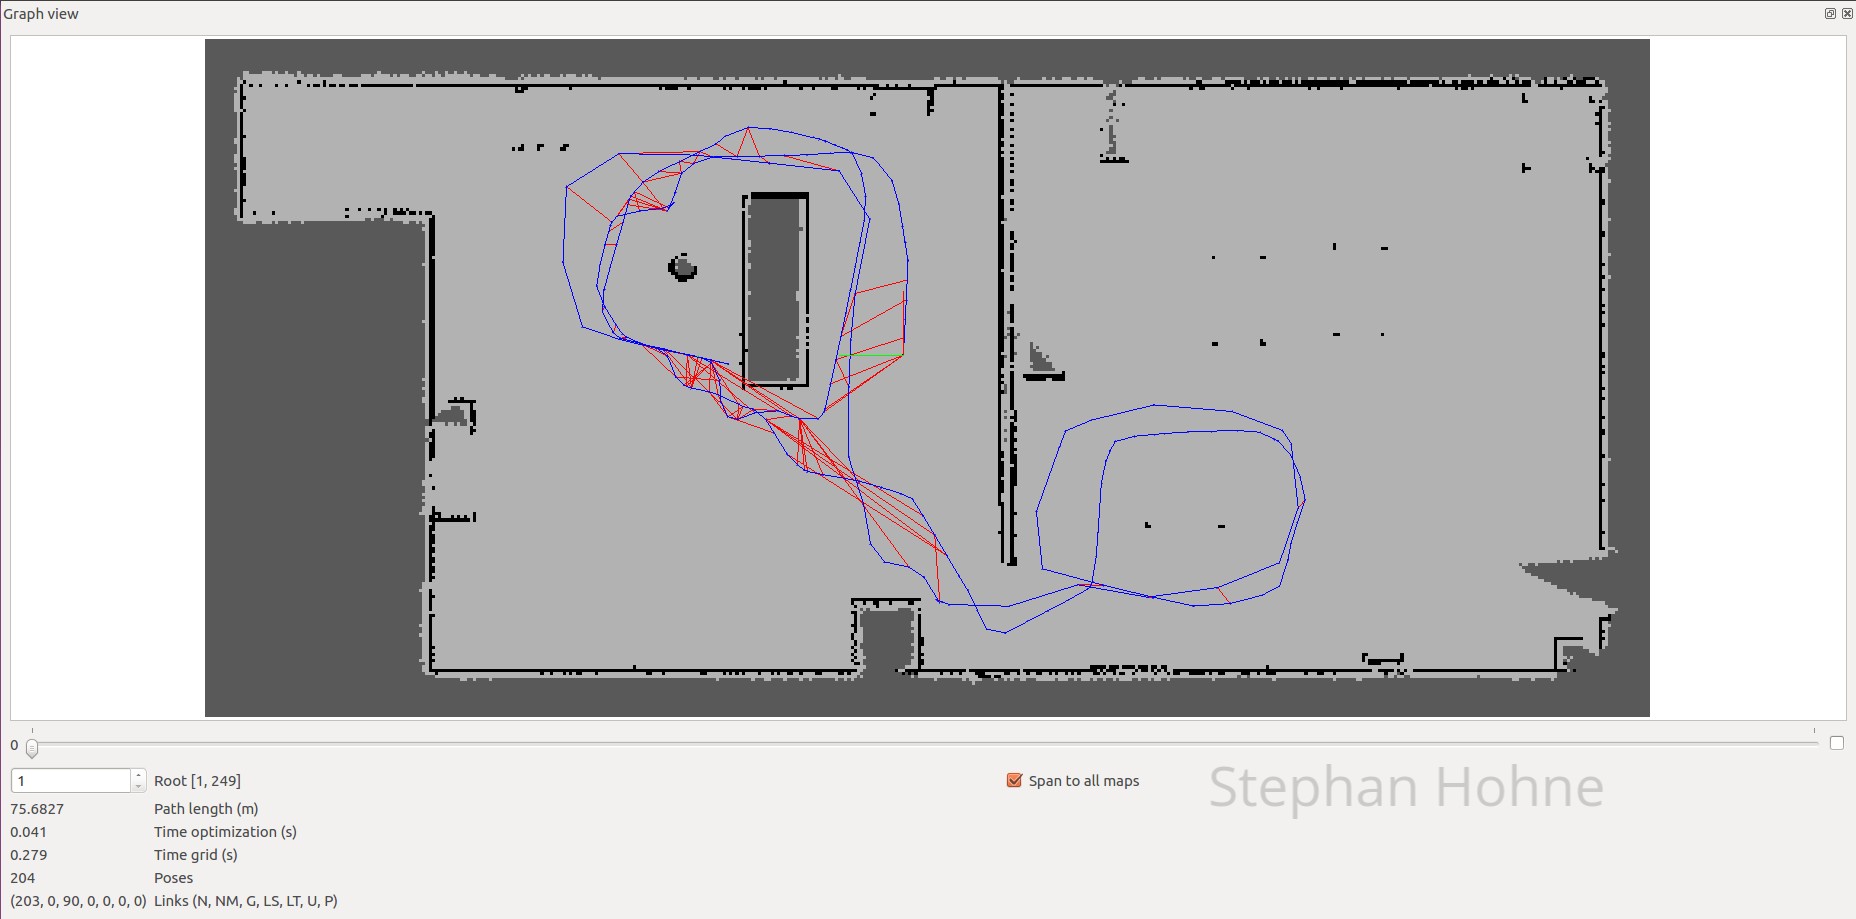 Graph view
0
1 Root [1, 249] Span to all maps
Stephan Hohne
75.6827 Path length (m)
0.041 Time optimization (s)
0.279 Time grid (s)
204 Poses
(203, 0, 90, 0, 0, 0, 0) Links (N, NM, G, LS, LT, U, P)